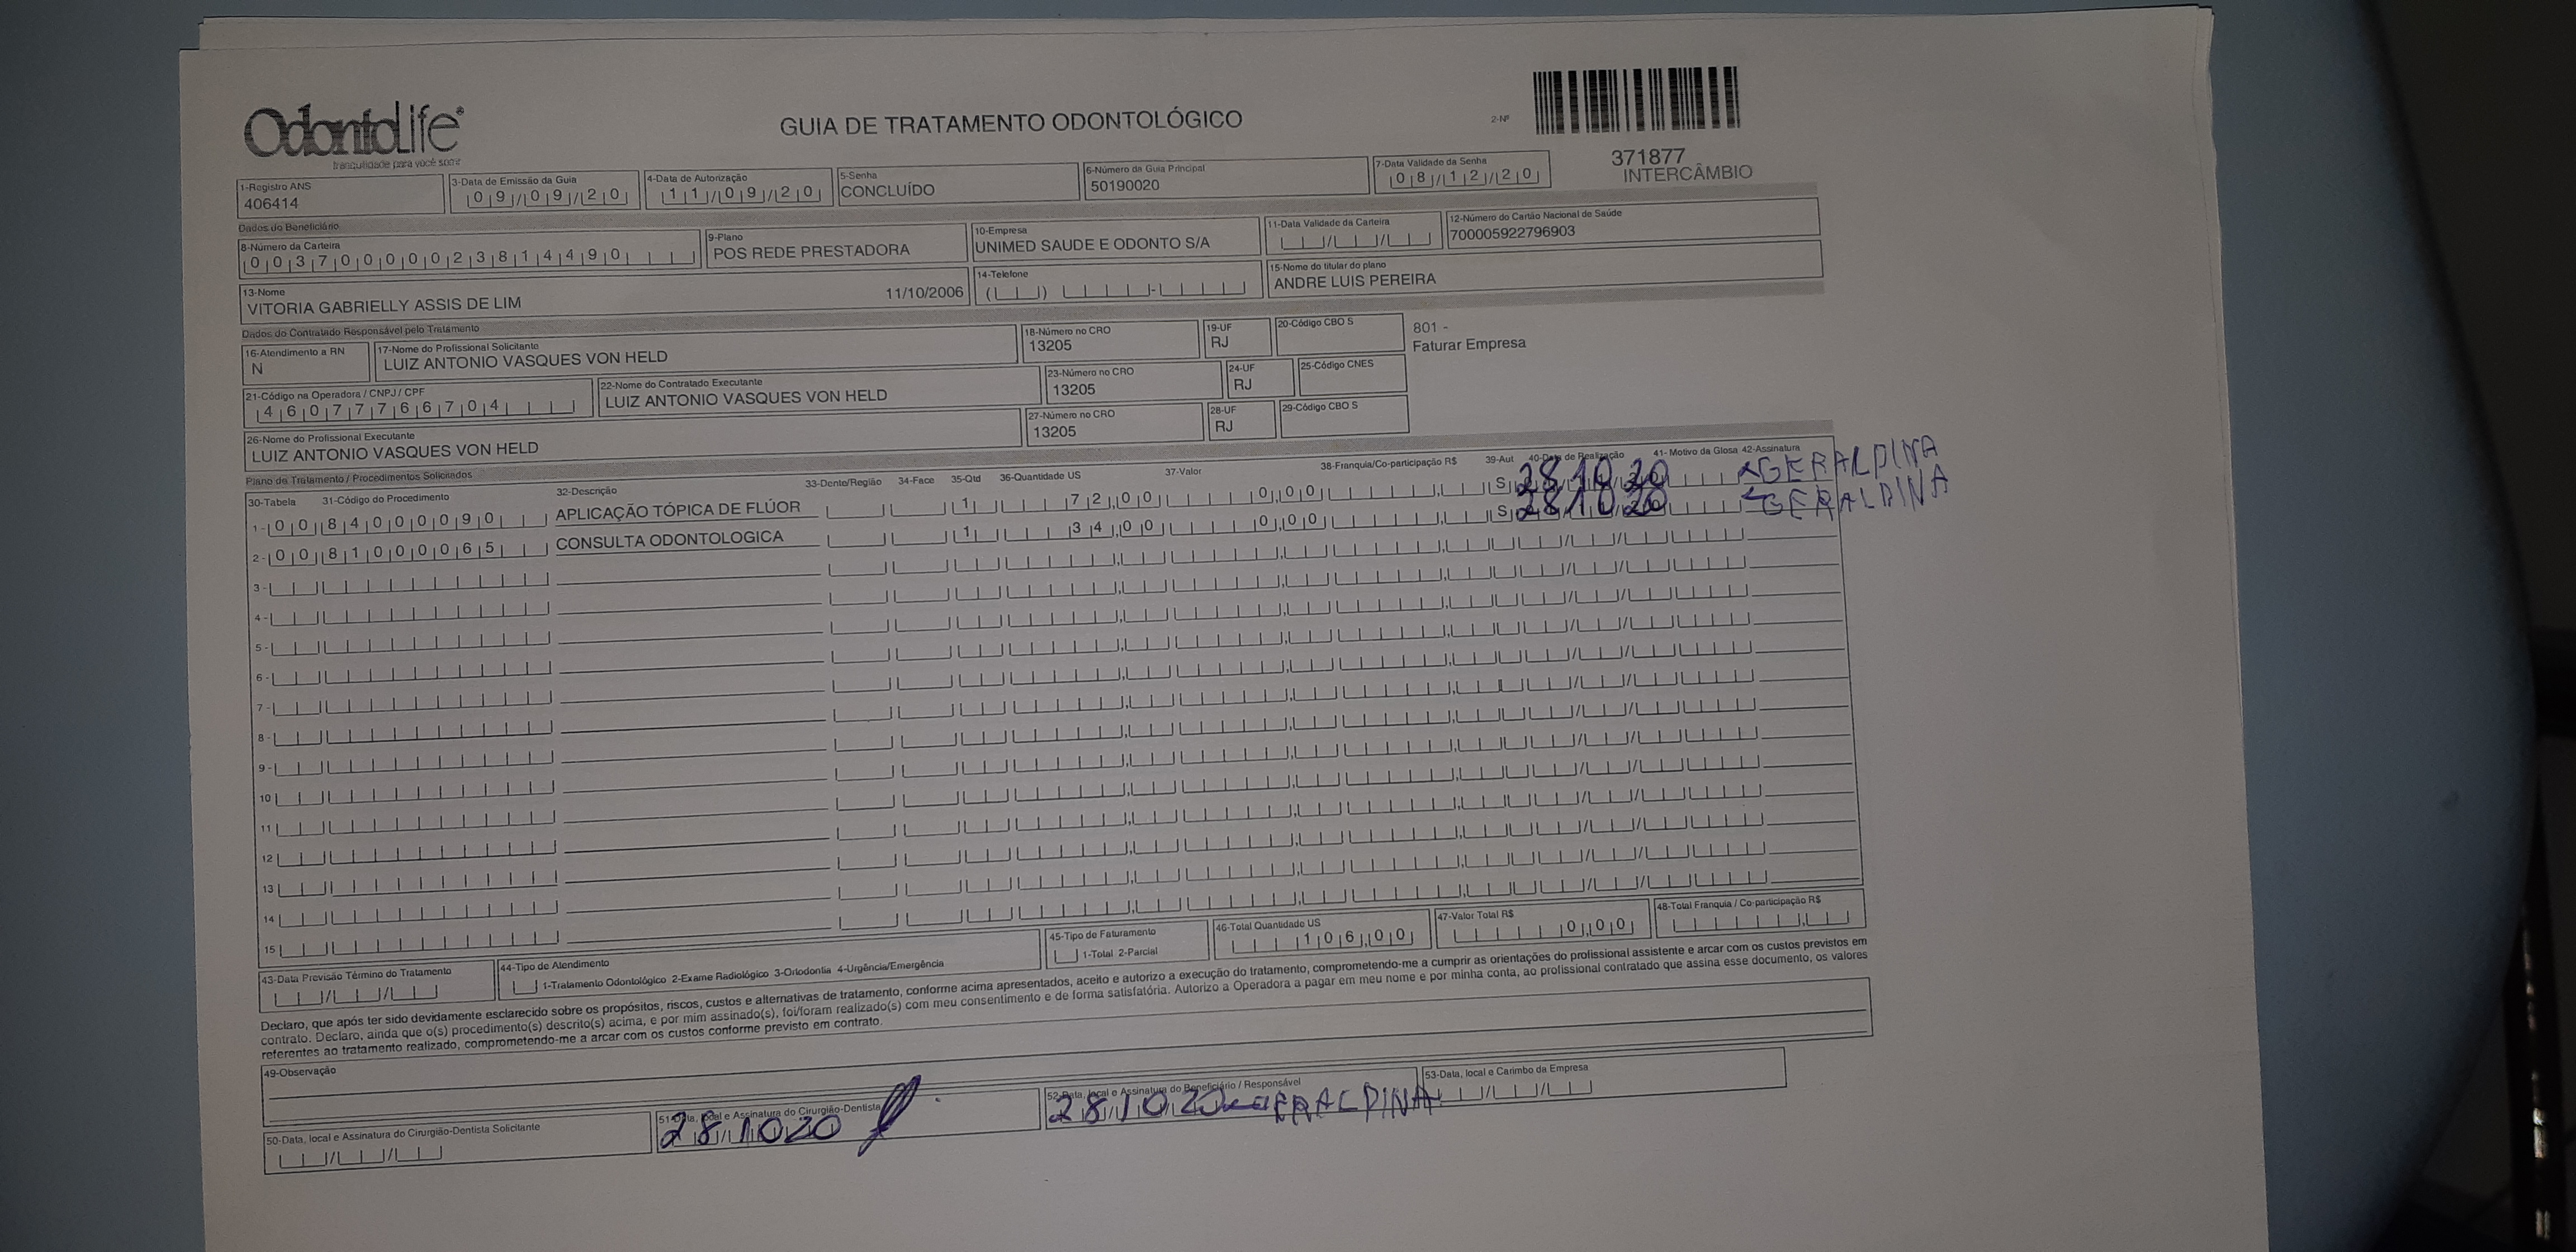 OdontoLife®
tranquilidade para você sorrir
GUIA DE TRATAMENTO ODONTOLÓGICO
2-Nº
371877
INTERCÂMBIO
1-Registro ANS
406414
3-Data de Emissão da Guia
09/09/20
4-Data de Autorização
11/09/20
5-Senha
CONCLUÍDO
6-Número da Guia Principal
50190020
7-Data Validade da Senha
08/12/20
Dados do Beneficiário
8-Número da Carteira
00370000023814490
9-Plano
POS REDE PRESTADORA
10-Empresa
UNIMED SAUDE E ODONTO S/A
11-Data Validade da Carteira
12-Número do Cartão Nacional de Saúde
700005922796903
13-Nome
VITORIA GABRIELLY ASSIS DE LIM 11/10/2006
14-Telefone
15-Nome do titular do plano
ANDRE LUIS PEREIRA
Dados do Contratado Responsável pelo Tratamento
16-Atendimento a RN
N
17-Nome do Profissional Solicitante
LUIZ ANTONIO VASQUES VON HELD
18-Número no CRO
13205
19-UF
RJ
20-Código CBO S
801 -
Faturar Empresa
21-Código na Operadora / CNPJ / CPF
46077766704
22-Nome do Contratado Executante
LUIZ ANTONIO VASQUES VON HELD
23-Número no CRO
13205
24-UF
RJ
25-Código CNES
26-Nome do Profissional Executante
LUIZ ANTONIO VASQUES VON HELD
27-Número no CRO
13205
28-UF
RJ
29-Código CBO S
Plano de Tratamento / Procedimentos Solicitados
30-Tabela 31-Código do Procedimento 32-Descrição 33-Dente/Região 34-Face 35-Qtd 36-Quantidade US 37-Valor 38-Franquia/Co-participação R$ 39-Aut 40-Data de Realização 41- Motivo da Glosa 42-Assinatura
1- 00 84000090 APLICAÇÃO TÓPICA DE FLÚOR 1 72,00 0,00 S 28 10 20 GERALDINA
2- 00 81000065 CONSULTA ODONTOLOGICA 1 34,00 0,00 S 28 10 20 GERALDINA
3-
4-
5-
6-
7-
8-
9-
10
11
12
13
14
15
43-Data Previsão Término do Tratamento
44-Tipo de Atendimento
1-Tratamento Odontológico 2-Exame Radiológico 3-Ortodontia 4-Urgência/Emergência
45-Tipo de Faturamento
1-Total 2-Parcial
46-Total Quantidade US
106,00
47-Valor Total R$
0,00
48-Total Franquia / Co-participação R$
Declaro, que após ter sido devidamente esclarecido sobre os propósitos, riscos, custos e alternativas de tratamento, conforme acima apresentados, aceito e autorizo a execução do tratamento, comprometendo-me a cumprir as orientações do profissional assistente e arcar com os custos previstos em
contrato. Declaro, ainda que o(s) procedimento(s) descrito(s) acima, e por mim assinado(s), foi/foram realizado(s) com meu consentimento e de forma satisfatória. Autorizo a Operadora a pagar em meu nome e por minha conta, ao profissional contratado que assina esse documento, os valores
referentes ao tratamento realizado, comprometendo-me a arcar com os custos conforme previsto em contrato.
49-Observação
50-Data, local e Assinatura do Cirurgião-Dentista Solicitante
51-Data, local e Assinatura do Cirurgião-Dentista
28 10 20
52-Data, local e Assinatura do Beneficiário / Responsável
28 10 20 GERALDINA
53-Data, local e Carimbo da Empresa